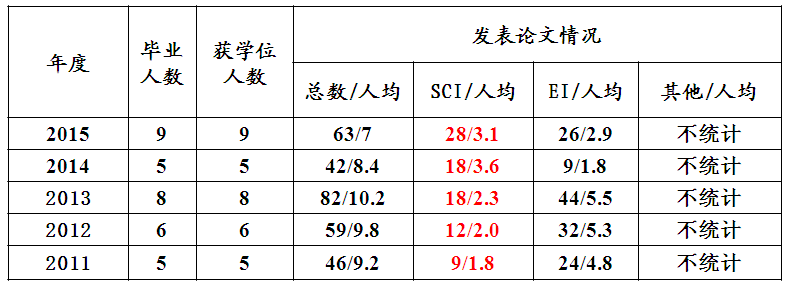 年度 毕业人数 获学位人数 发表论文情况
总数/人均 SCI/人均 EI/人均 其他/人均
2015 9 9 63/7 28/3.1 26/2.9 不统计
2014 5 5 42/8.4 18/3.6 9/1.8 不统计
2013 8 8 82/10.2 18/2.3 44/5.5 不统计
2012 6 6 59/9.8 12/2.0 32/5.3 不统计
2011 5 5 46/9.2 9/1.8 24/4.8 不统计